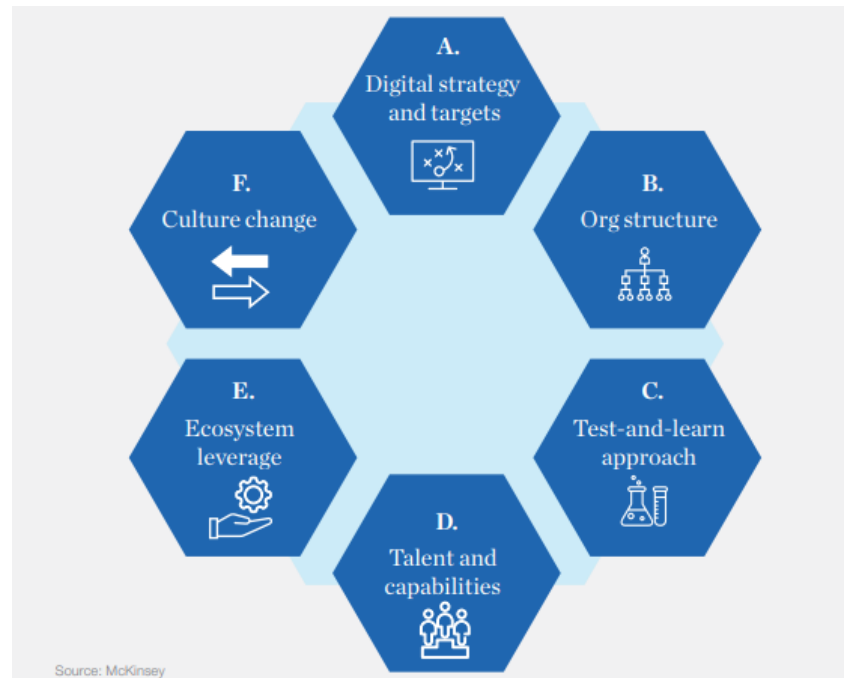 A.
Digital strategy
and targets
B.
Org structure
C.
Test-and-learn
approach
D.
Talent and
capabilities
E.
Ecosystem
leverage
F.
Culture change
Source: McKinsey